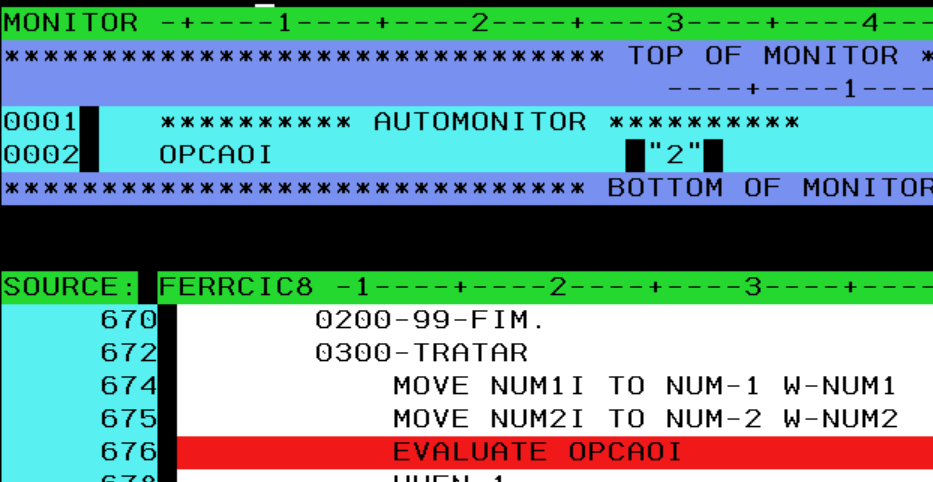 MONITOR -+----1----+----2----+----3----+----4---
******************************* TOP OF MONITOR *
----+----1----
0001 ********** AUTOMONITOR **********
0002 OPCAOI "2"
****************************** BOTTOM OF MONITOR
SOURCE: FERRCIC8 -1----+----2----+----3----+----
670 0200-99-FIM.
672 0300-TRATAR
674 MOVE NUM1I TO NUM-1 W-NUM1
675 MOVE NUM2I TO NUM-2 W-NUM2
676 EVALUATE OPCAOI